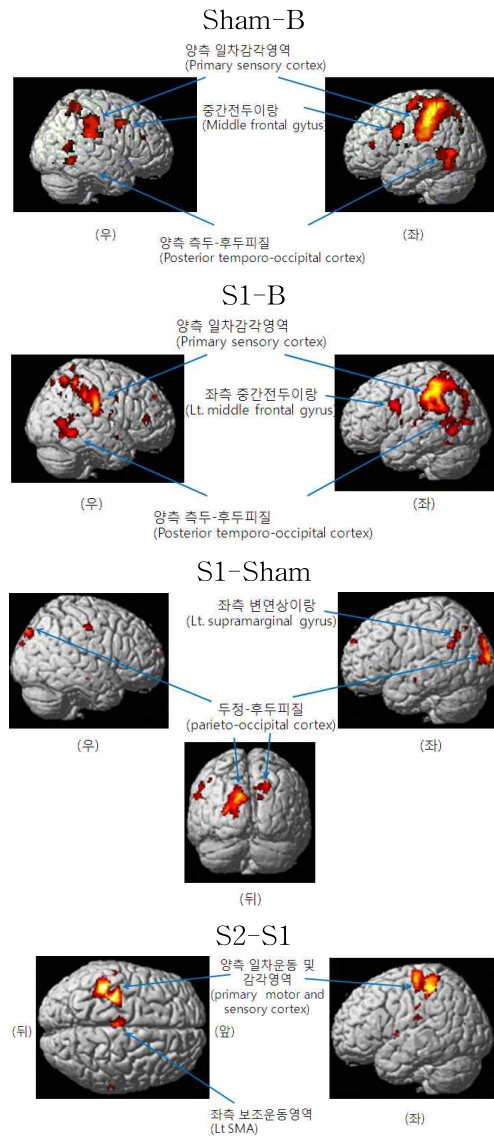 Sham-B
양측 일차감각영역
(Primary sensory cortex)
중간전두이랑
(Middle frontal gytus)
(우)
(좌)
양측 측두-후두피질
(Posterior temporo-occipital cortex)
S1-B
양측 일차감각영역
(Primary sensory cortex)
좌측 중간전두이랑
(Lt. middle frontal gyrus)
(우)
(좌)
양측 측두-후두피질
(Posterior temporo-occipital cortex)
S1-Sham
좌측 변연상이랑
(Lt. supramarginal gyrus)
두정-후두피질
(parieto-occipital cortex)
(우)
(좌)
(뒤)
S2-S1
양측 일차운동 및
감각영역
(primary motor and
sensory cortex)
(뒤)
(앞)
좌측 보조운동영역
(Lt SMA)
(좌)